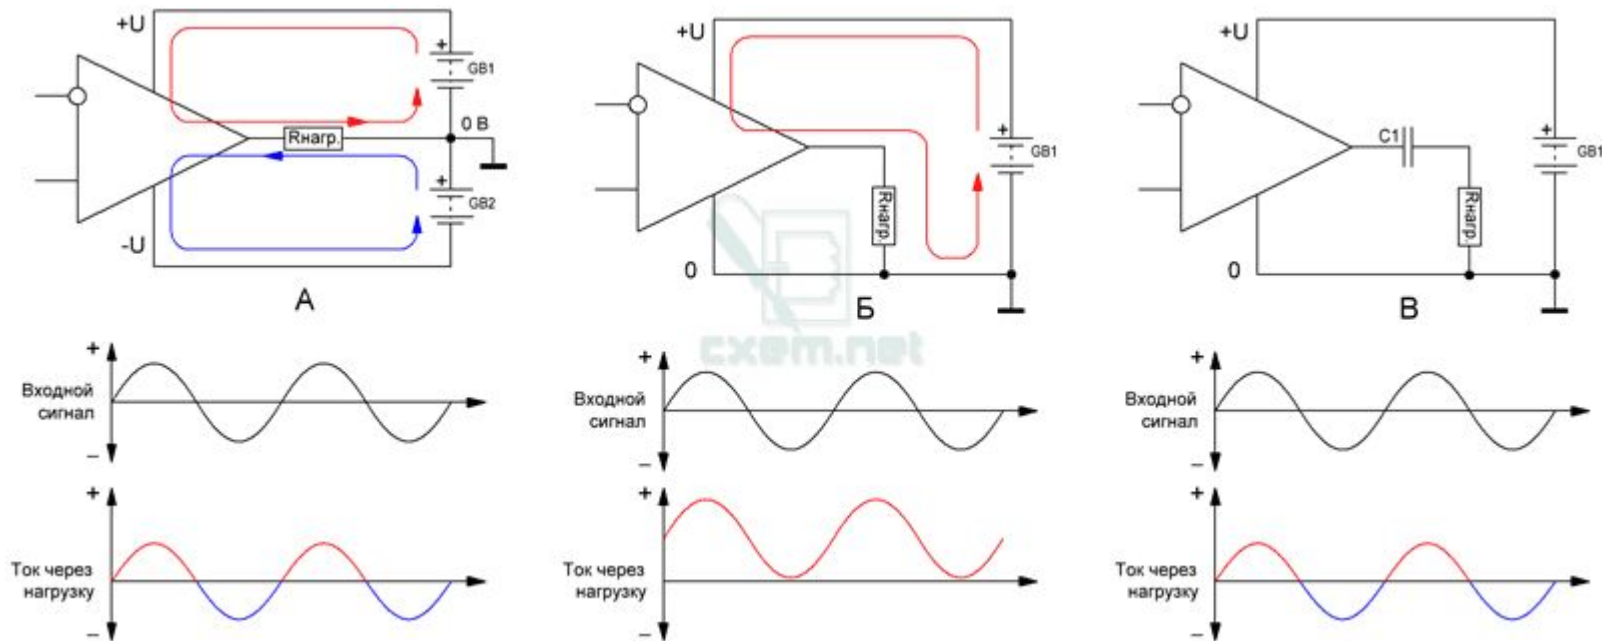 +U
+
GB1
0 В
Rнагр.
+
GB2
-U
А
+
Входной
сигнал
–
+
Ток через
нагрузку
–
+U
+
GB1
Rнагр.
0
Б
cxem.net
+
Входной
сигнал
–
+
Ток через
нагрузку
–
+U
+
C1
GB1
Rнагр.
0
В
+
Входной
сигнал
–
+
Ток через
нагрузку
–